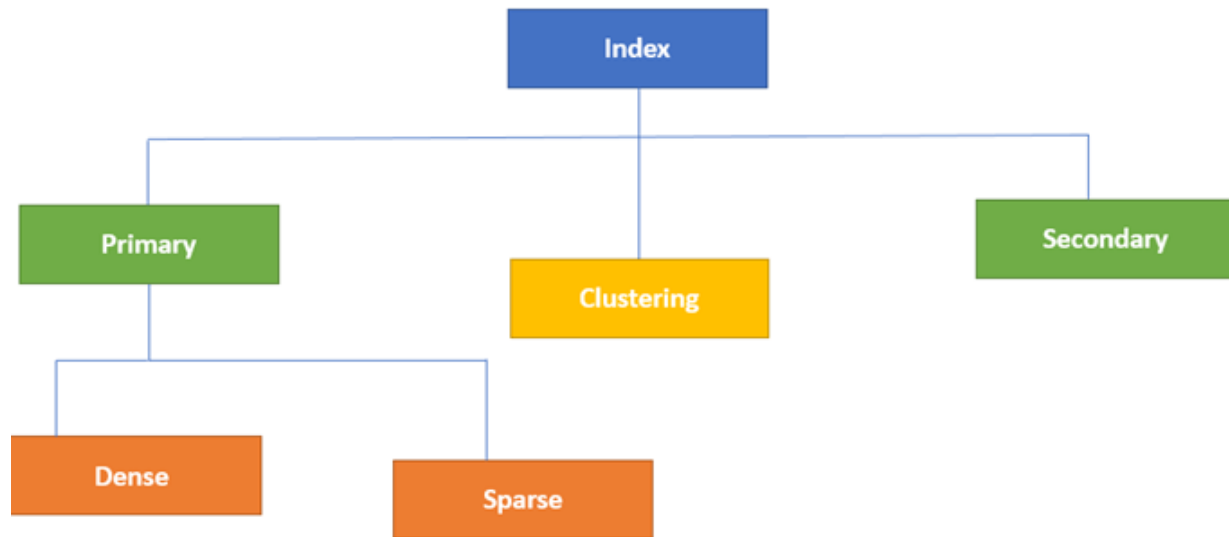 Index
Primary
Secondary
Clustering
Dense
Sparse